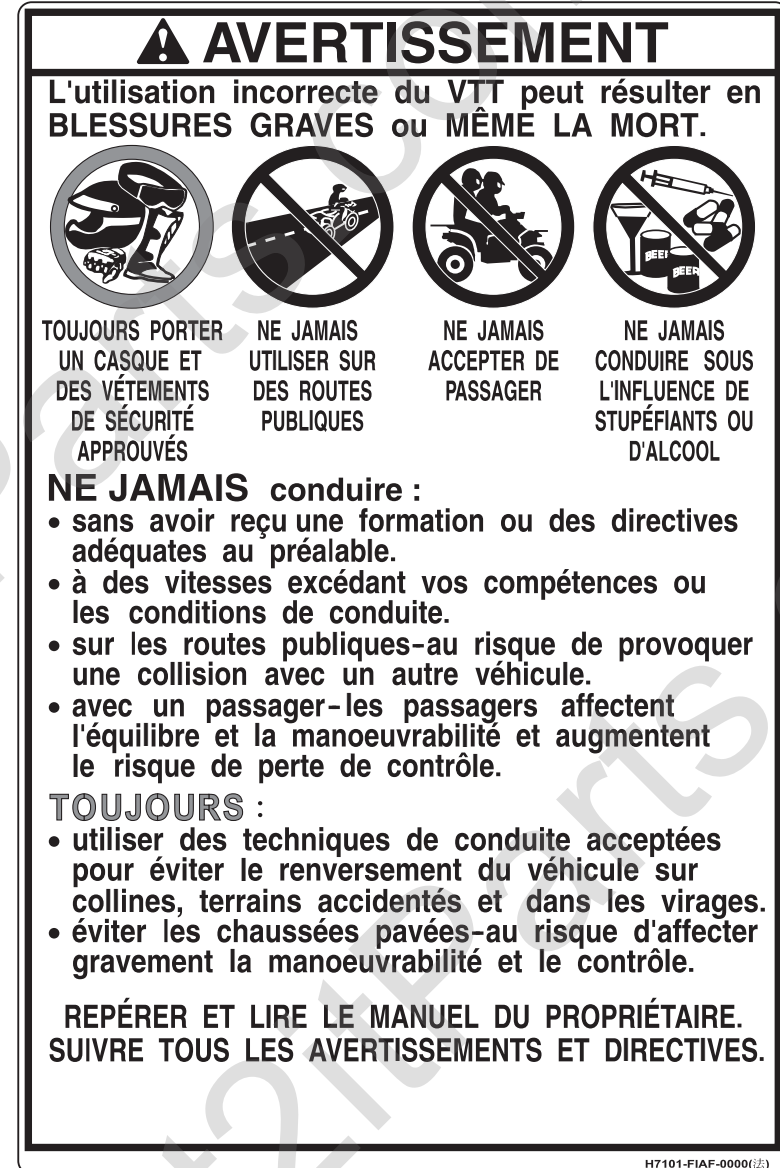 AVERTISSEMENT
L'utilisation incorrecte du VTT peut résulter en
BLESSURES GRAVES ou MÊME LA MORT.
BEER
BEER
TOUJOURS PORTER
UN CASQUE ET
DES VÉTEMENTS
DE SÉCURITÉ
APPROUVÉS
NE JAMAIS
UTILISER SUR
DES ROUTES
PUBLIQUES
NE JAMAIS
ACCEPTER DE
PASSAGER
NE JAMAIS
CONDUIRE SOUS
L'INFLUENCE DE
STUPÉFIANTS OU
D'ALCOOL
NE JAMAIS conduire :
• sans avoir reçu une formation ou des directives
adéquates au préalable.
• à des vitesses excédant vos compétences ou
les conditions de conduite.
• sur les routes publiques-au risque de provoquer
une collision avec un autre véhicule.
• avec un passager-les passagers affectent
l'équilibre et la manoeuvrabilité et augmentent
le risque de perte de contrôle.
TOUJOURS :
• utiliser des techniques de conduite acceptées
pour éviter le renversement du véhicule sur
collines, terrains accidentés et dans les virages.
• éviter les chaussées pavées-au risque d'affecter
gravement la manoeuvrabilité et le contrôle.
REPÉRER ET LIRE LE MANUEL DU PROPRIÉTAIRE.
SUIVRE TOUS LES AVERTISSEMENTS ET DIRECTIVES.
H7101-FIAF-0000(法)